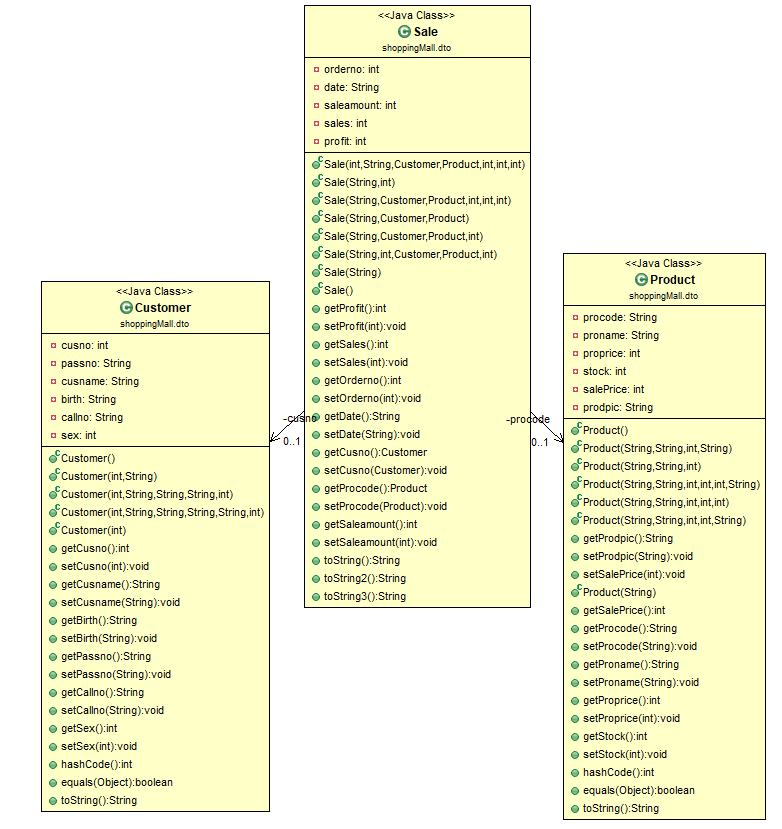 <<Java Class>>
Sale
shoppingMall.dto
orderno: int
date: String
saleamount: int
sales: int
profit: int
Sale(int,String,Customer,Product,int,int,int)
Sale(String,int)
Sale(String,Customer,Product,int,int,int)
Sale(String,Customer,Product)
Sale(String,Customer,Product,int)
Sale(String,int,Customer,Product,int)
Sale(String)
Sale()
getProfit():int
setProfit(int):void
getSales():int
setSales(int):void
getOrderno():int
setOrderno(int):void
getDate():String
setDate(String):void
getCusno():Customer
setCusno(Customer):void
getProcode():Product
setProcode(Product):void
getSaleamount():int
setSaleamount(int):void
toString():String
toString2():String
toString3():String
-cusno
0..1
-procode
0..1
<<Java Class>>
Customer
shoppingMall.dto
cusno: int
passno: String
cusname: String
birth: String
callno: String
sex: int
Customer()
Customer(int,String)
Customer(int,String,String,String,int)
Customer(int,String,String,String,String,int)
Customer(int)
getCusno():int
setCusno(int):void
getCusname():String
setCusname(String):void
getBirth():String
setBirth(String):void
getPassno():String
setPassno(String):void
getCallno():String
setCallno(String):void
getSex():int
setSex(int):void
hashCode():int
equals(Object):boolean
toString():String
<<Java Class>>
Product
shoppingMall.dto
procode: String
proname: String
proprice: int
stock: int
salePrice: int
prodpic: String
Product()
Product(String,String,int,String)
Product(String,String,int)
Product(String,String,int,int,int,String)
Product(String,String,int,int,int)
Product(String,String,int,int,String)
getProdpic():String
setProdpic(String):void
setSalePrice(int):void
Product(String)
getSalePrice():int
getProcode():String
setProcode(String):void
getProname():String
setProname(String):void
getProprice():int
setProprice(int):void
getStock():int
setStock(int):void
hashCode():int
equals(Object):boolean
toString():String